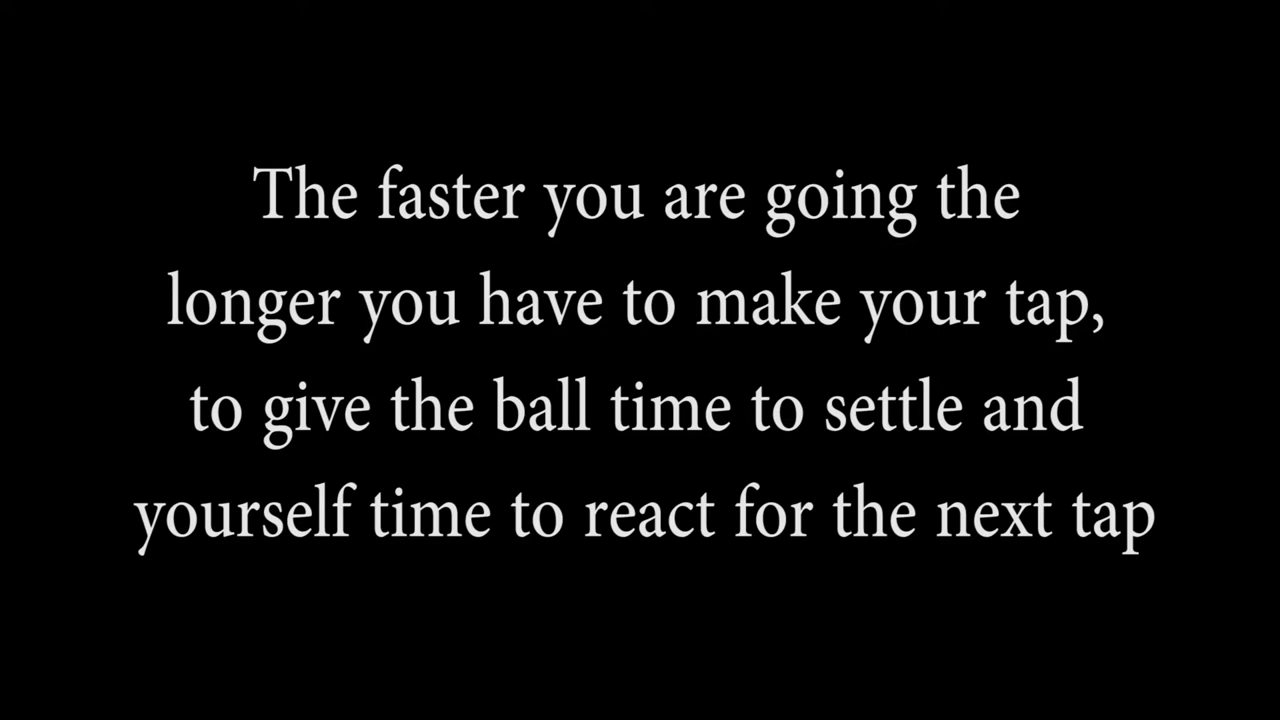 The faster you are going the
longer you have to make your tap,
to give the ball time to settle and
yourself time to react for the next tap